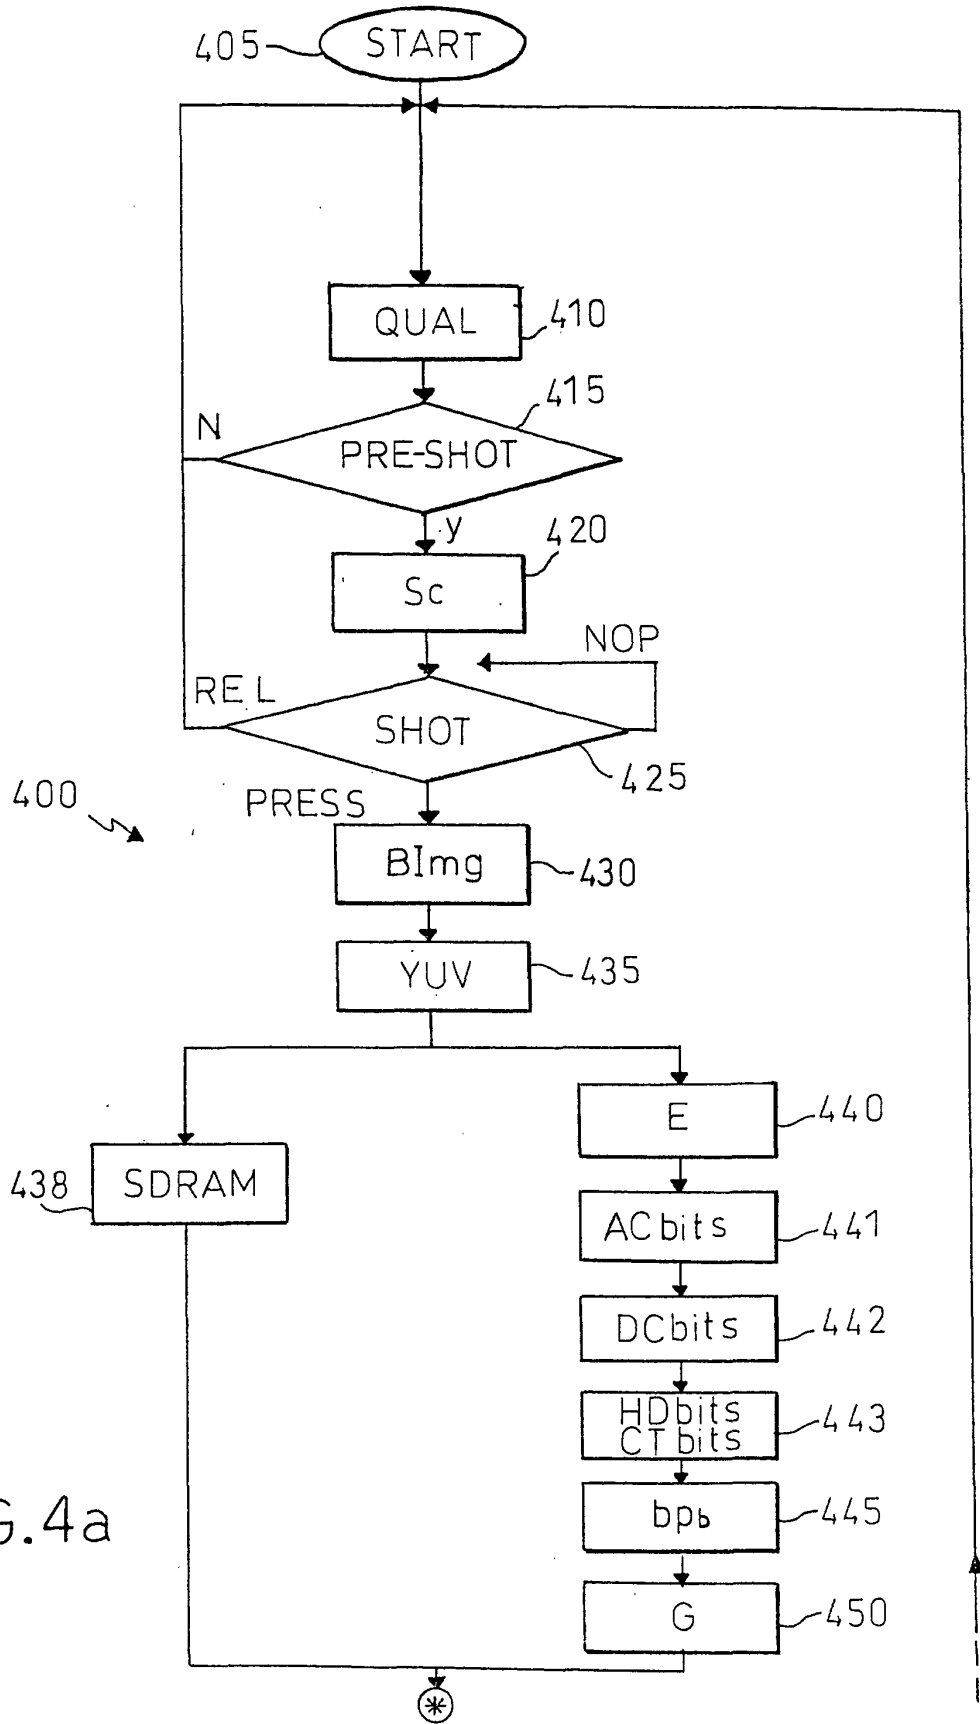 405
START
QUAL
410
415
N
PRE-SHOT
y
420
Sc
NOP
REL
SHOT
425
400
PRESS
BImg
430
YUV
435
E
440
438
SDRAM
ACbits
441
DCbits
442
HDbits
CTbits
443
bpb
445
G.4a
G
450